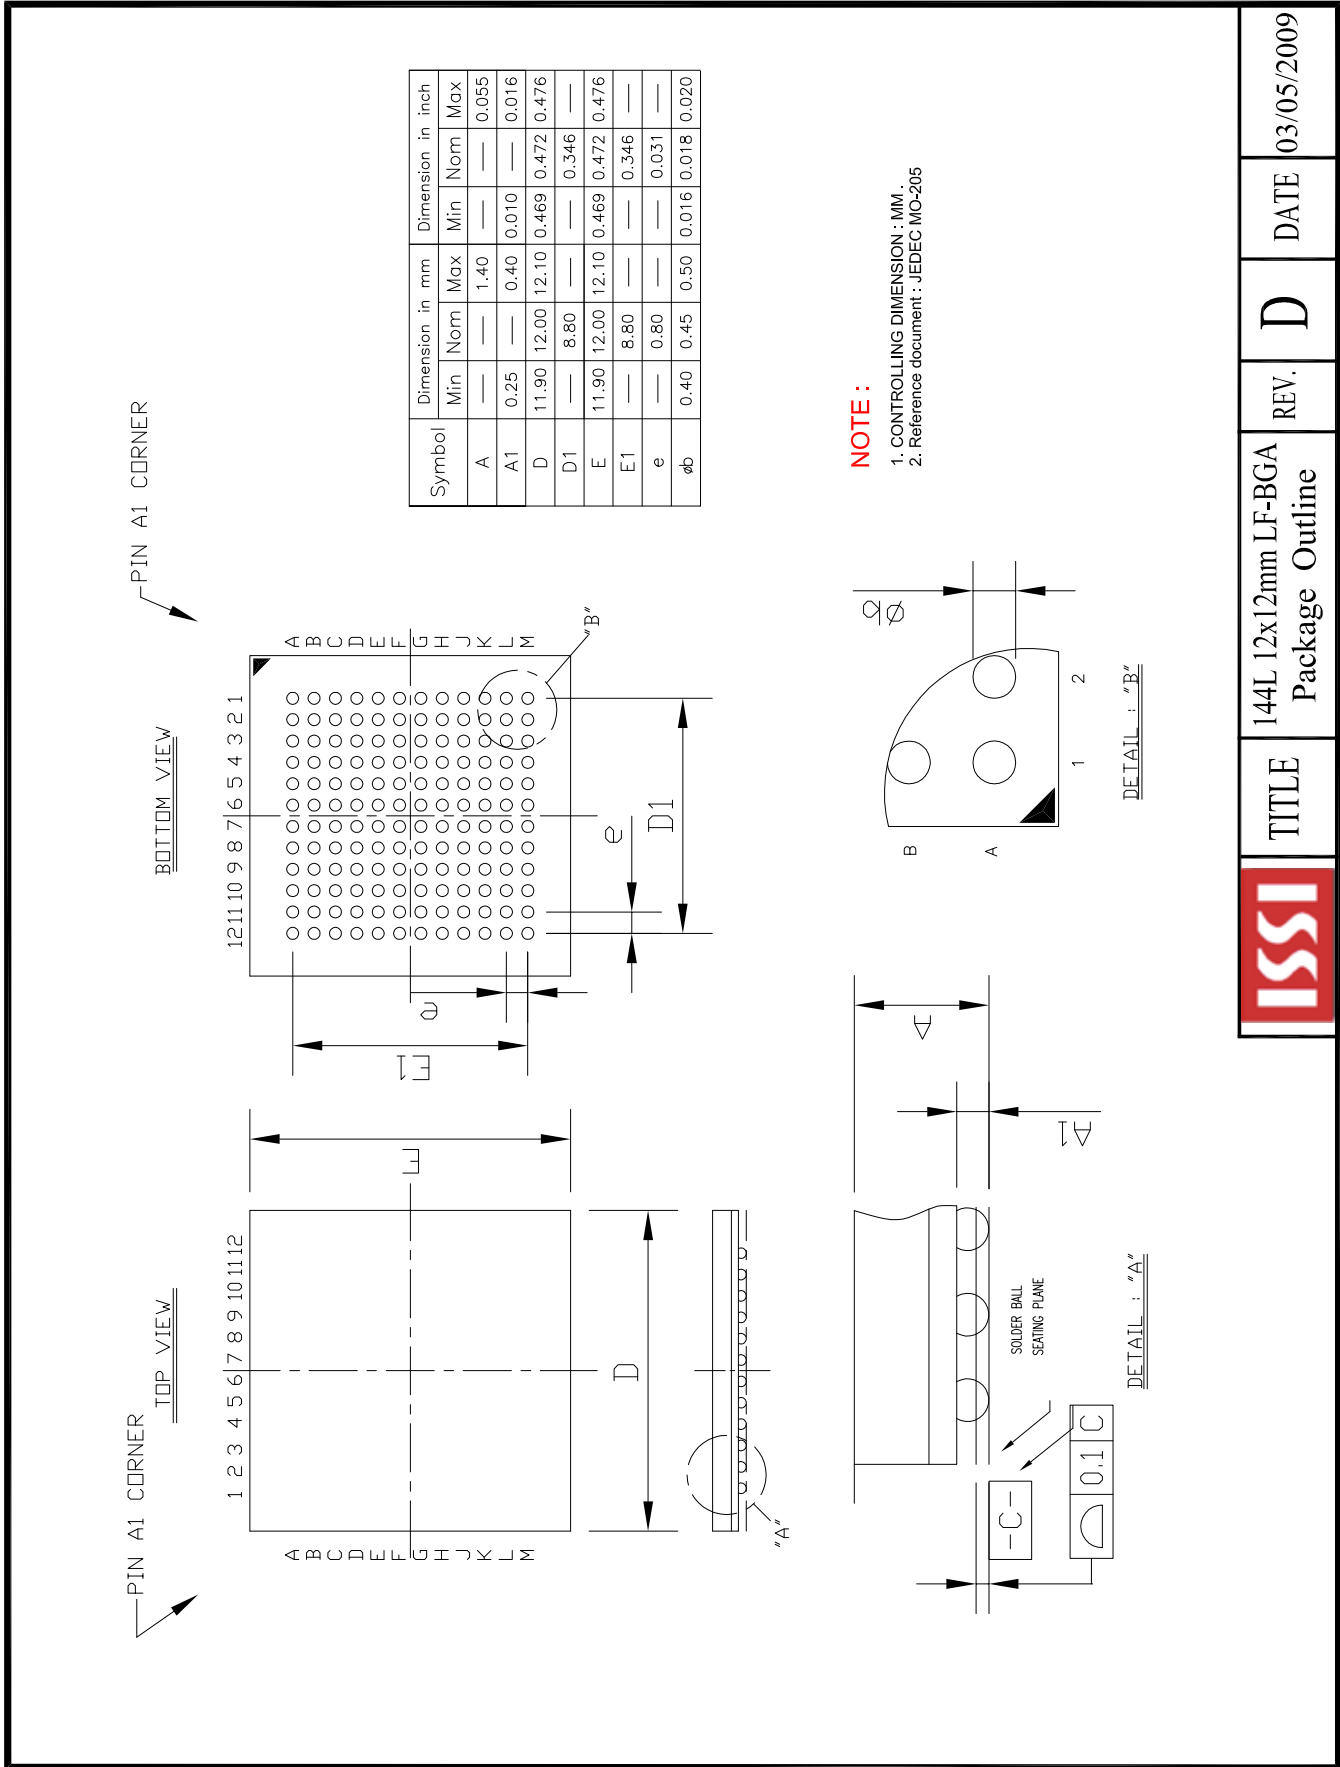 PIN A1 CORNER
TOP VIEW
1 2 3 4 5 6 7 8 9 10 11 12
A
B
C
D
E
F
G
H
J
K
L
M
E
D
"A"
PIN A1 CORNER
BOTTOM VIEW
12 11 10 9 8 7 6 5 4 3 2 1
A
B
C
D
E
F
G
H
J
K
L
M
"B"
E1
e
e
D1
Symbol Dimension in mm Dimension in inch
Min Nom Max Min Nom Max
A — — 1.40 — — 0.055
A1 0.25 — 0.40 0.010 — 0.016
D 11.90 12.00 12.10 0.469 0.472 0.476
D1 — 8.80 — — 0.346 —
E 11.90 12.00 12.10 0.469 0.472 0.476
E1 — 8.80 — — 0.346 —
e — 0.80 — — 0.031 —
øb 0.40 0.45 0.50 0.016 0.018 0.020
A
A1
SOLDER BALL
SEATING PLANE
-C-
0.1 C
DETAIL : "A"
øb
B
A
1 2
DETAIL : "B"
NOTE :
1. CONTROLLING DIMENSION : MM .
2. Reference document : JEDEC MO-205
ISSI
TITLE
144L 12x12mm LF-BGA
Package Outline
REV.
D
DATE
03/05/2009